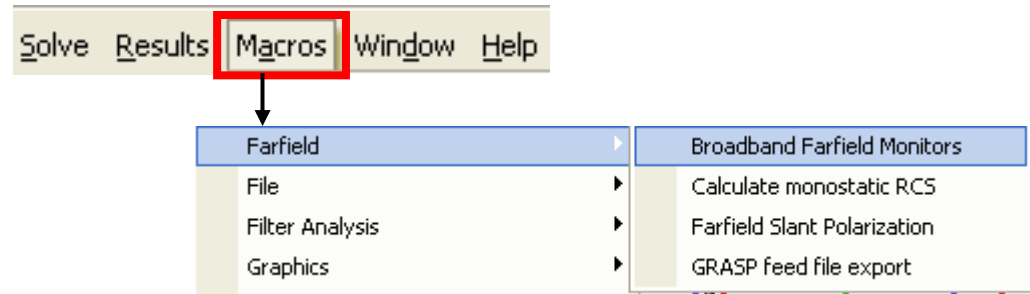 Solve Results Macros Window Help
Farfield
File
Filter Analysis
Graphics
Broadband Farfield Monitors
Calculate monostatic RCS
Farfield Slant Polarization
GRASP feed file export